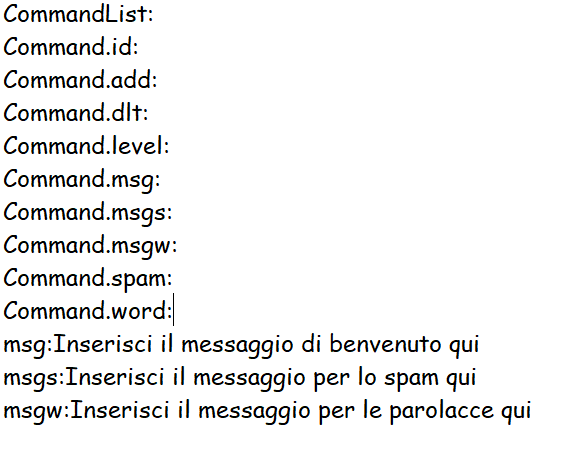 CommandList:
Command.id:
Command.add:
Command.dlt:
Command.level:
Command.msg:
Command.msgs:
Command.msgw:
Command.spam:
Command.word:
msg:Inserisci il messaggio di benvenuto qui
msgs:Inserisci il messaggio per lo spam qui
msgw:Inserisci il messaggio per le parolacce qui